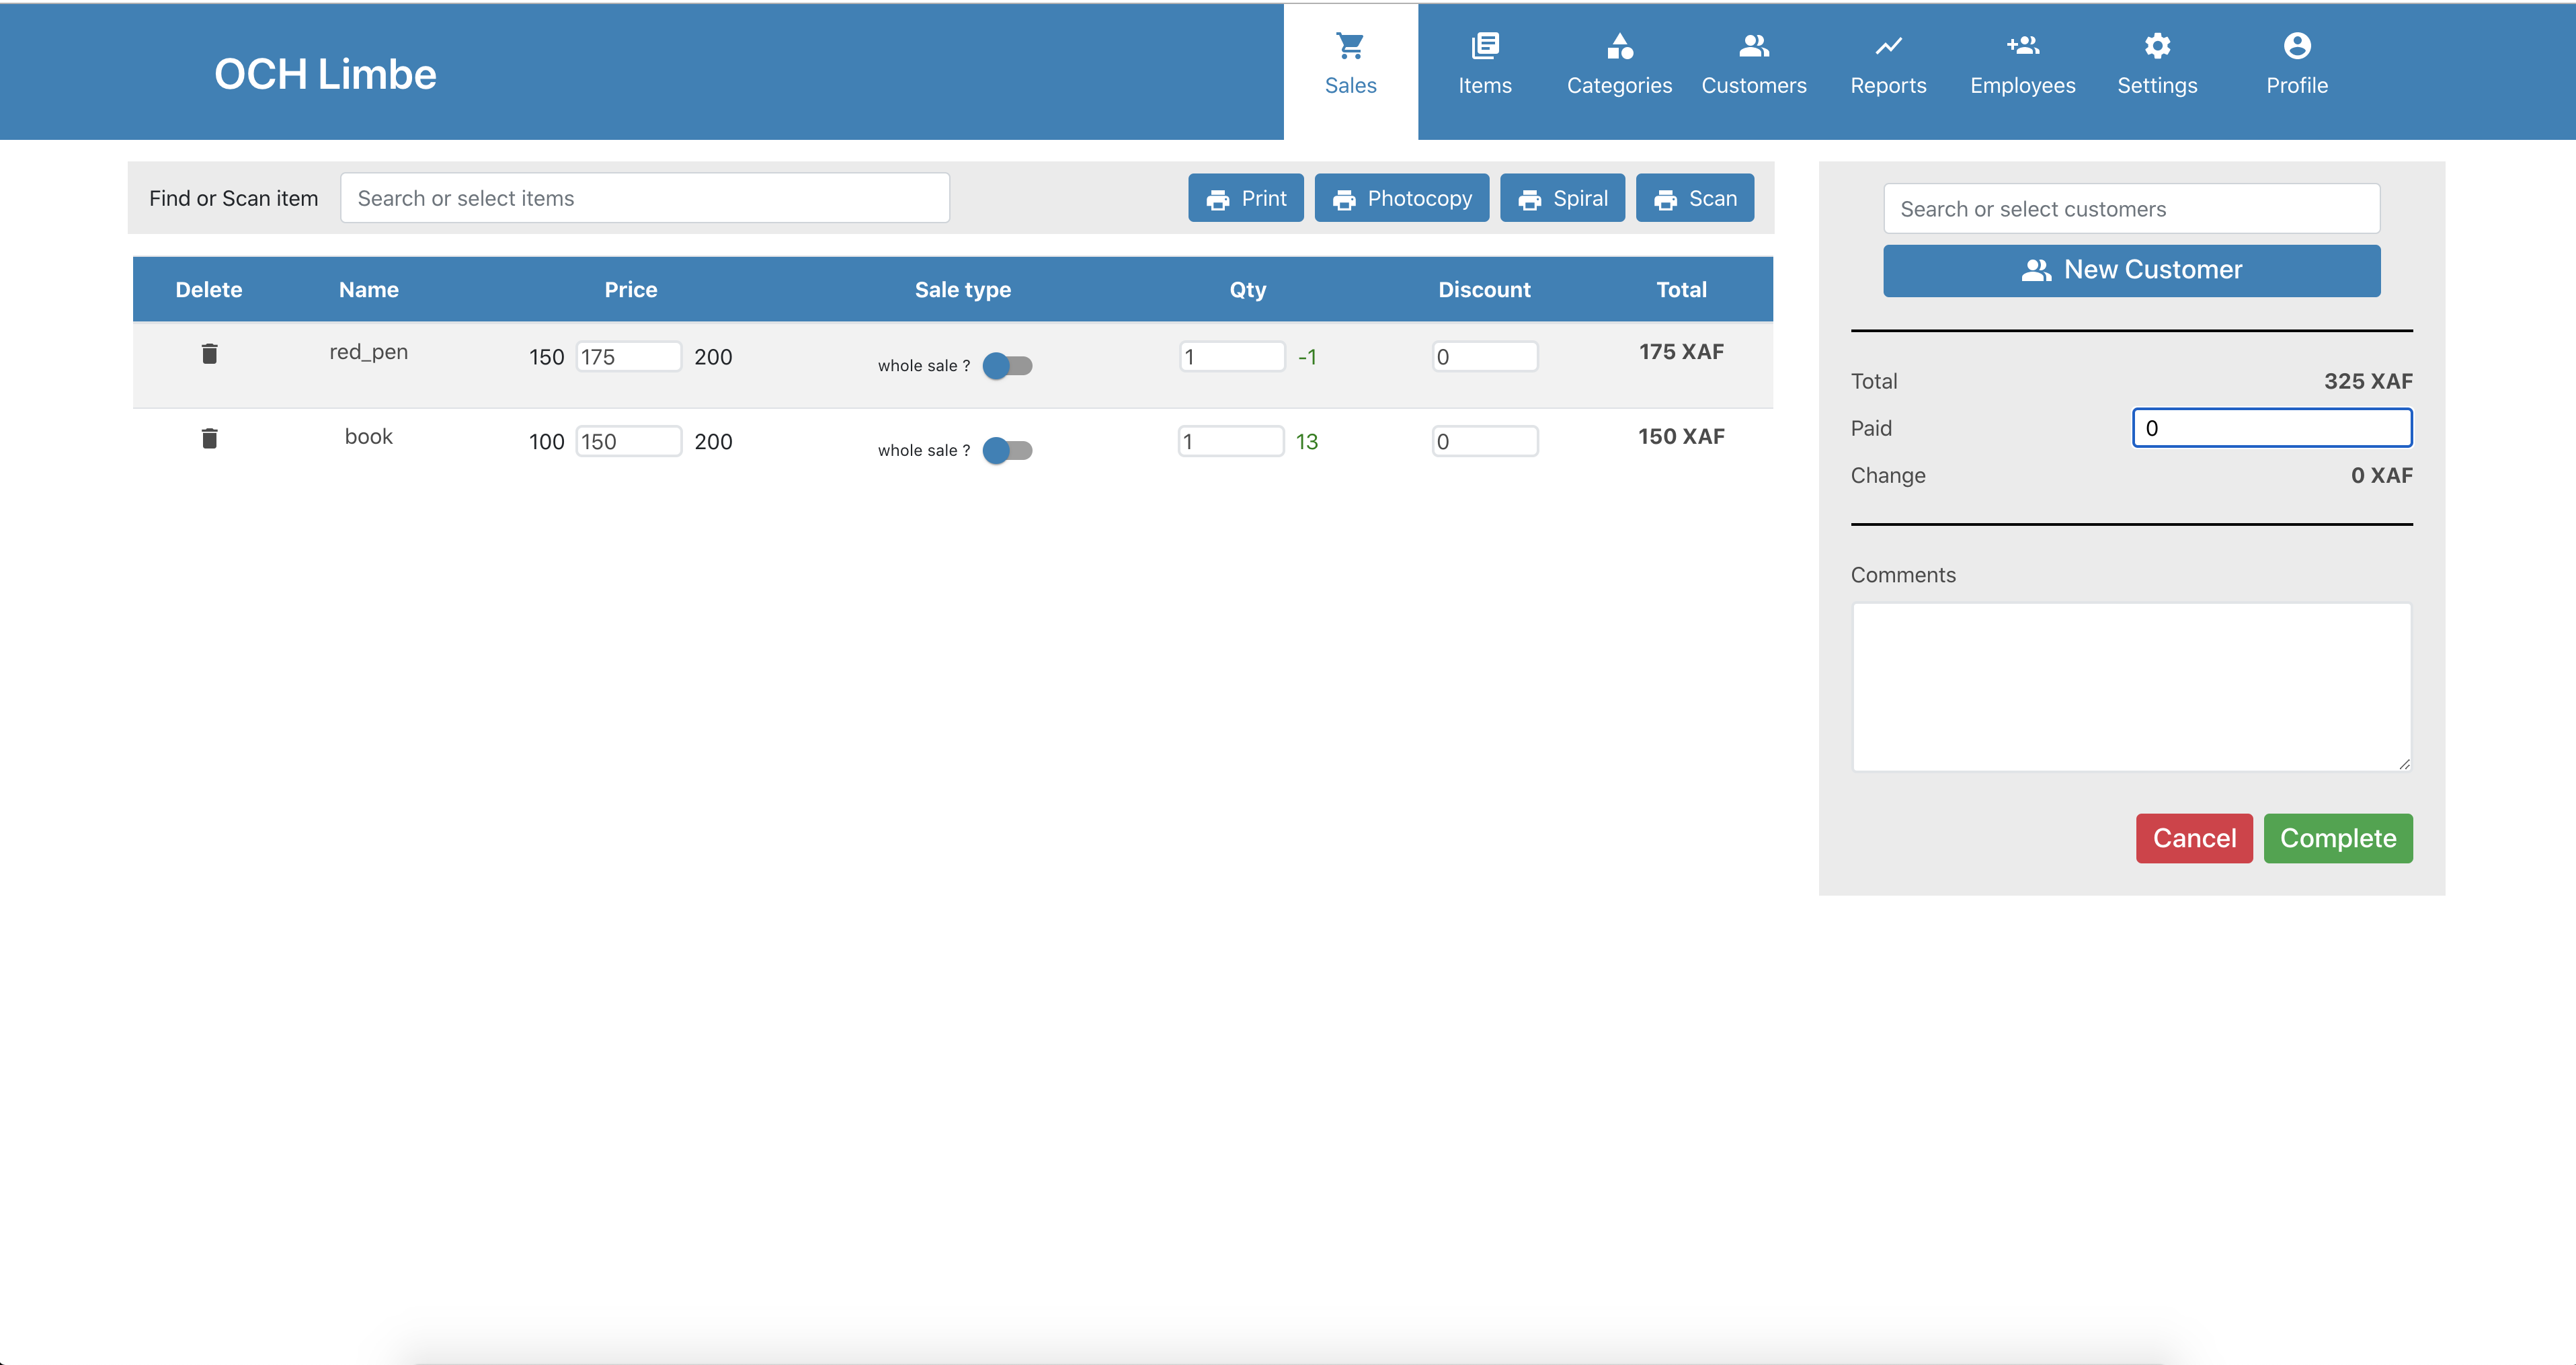 OCH Limbe
Sales
Items
Categories
Customers
Reports
Employees
Settings
Profile
Find or Scan item
Search or select items
Print
Photocopy
Spiral
Scan
Delete Name Price Sale type Qty Discount Total
red_pen 150 175 200 whole sale ? 1 -1 0 175 XAF
book 100 150 200 whole sale ? 1 13 0 150 XAF
Search or select customers
New Customer
Total 325 XAF
Paid 0
Change 0 XAF
Comments
Cancel
Complete